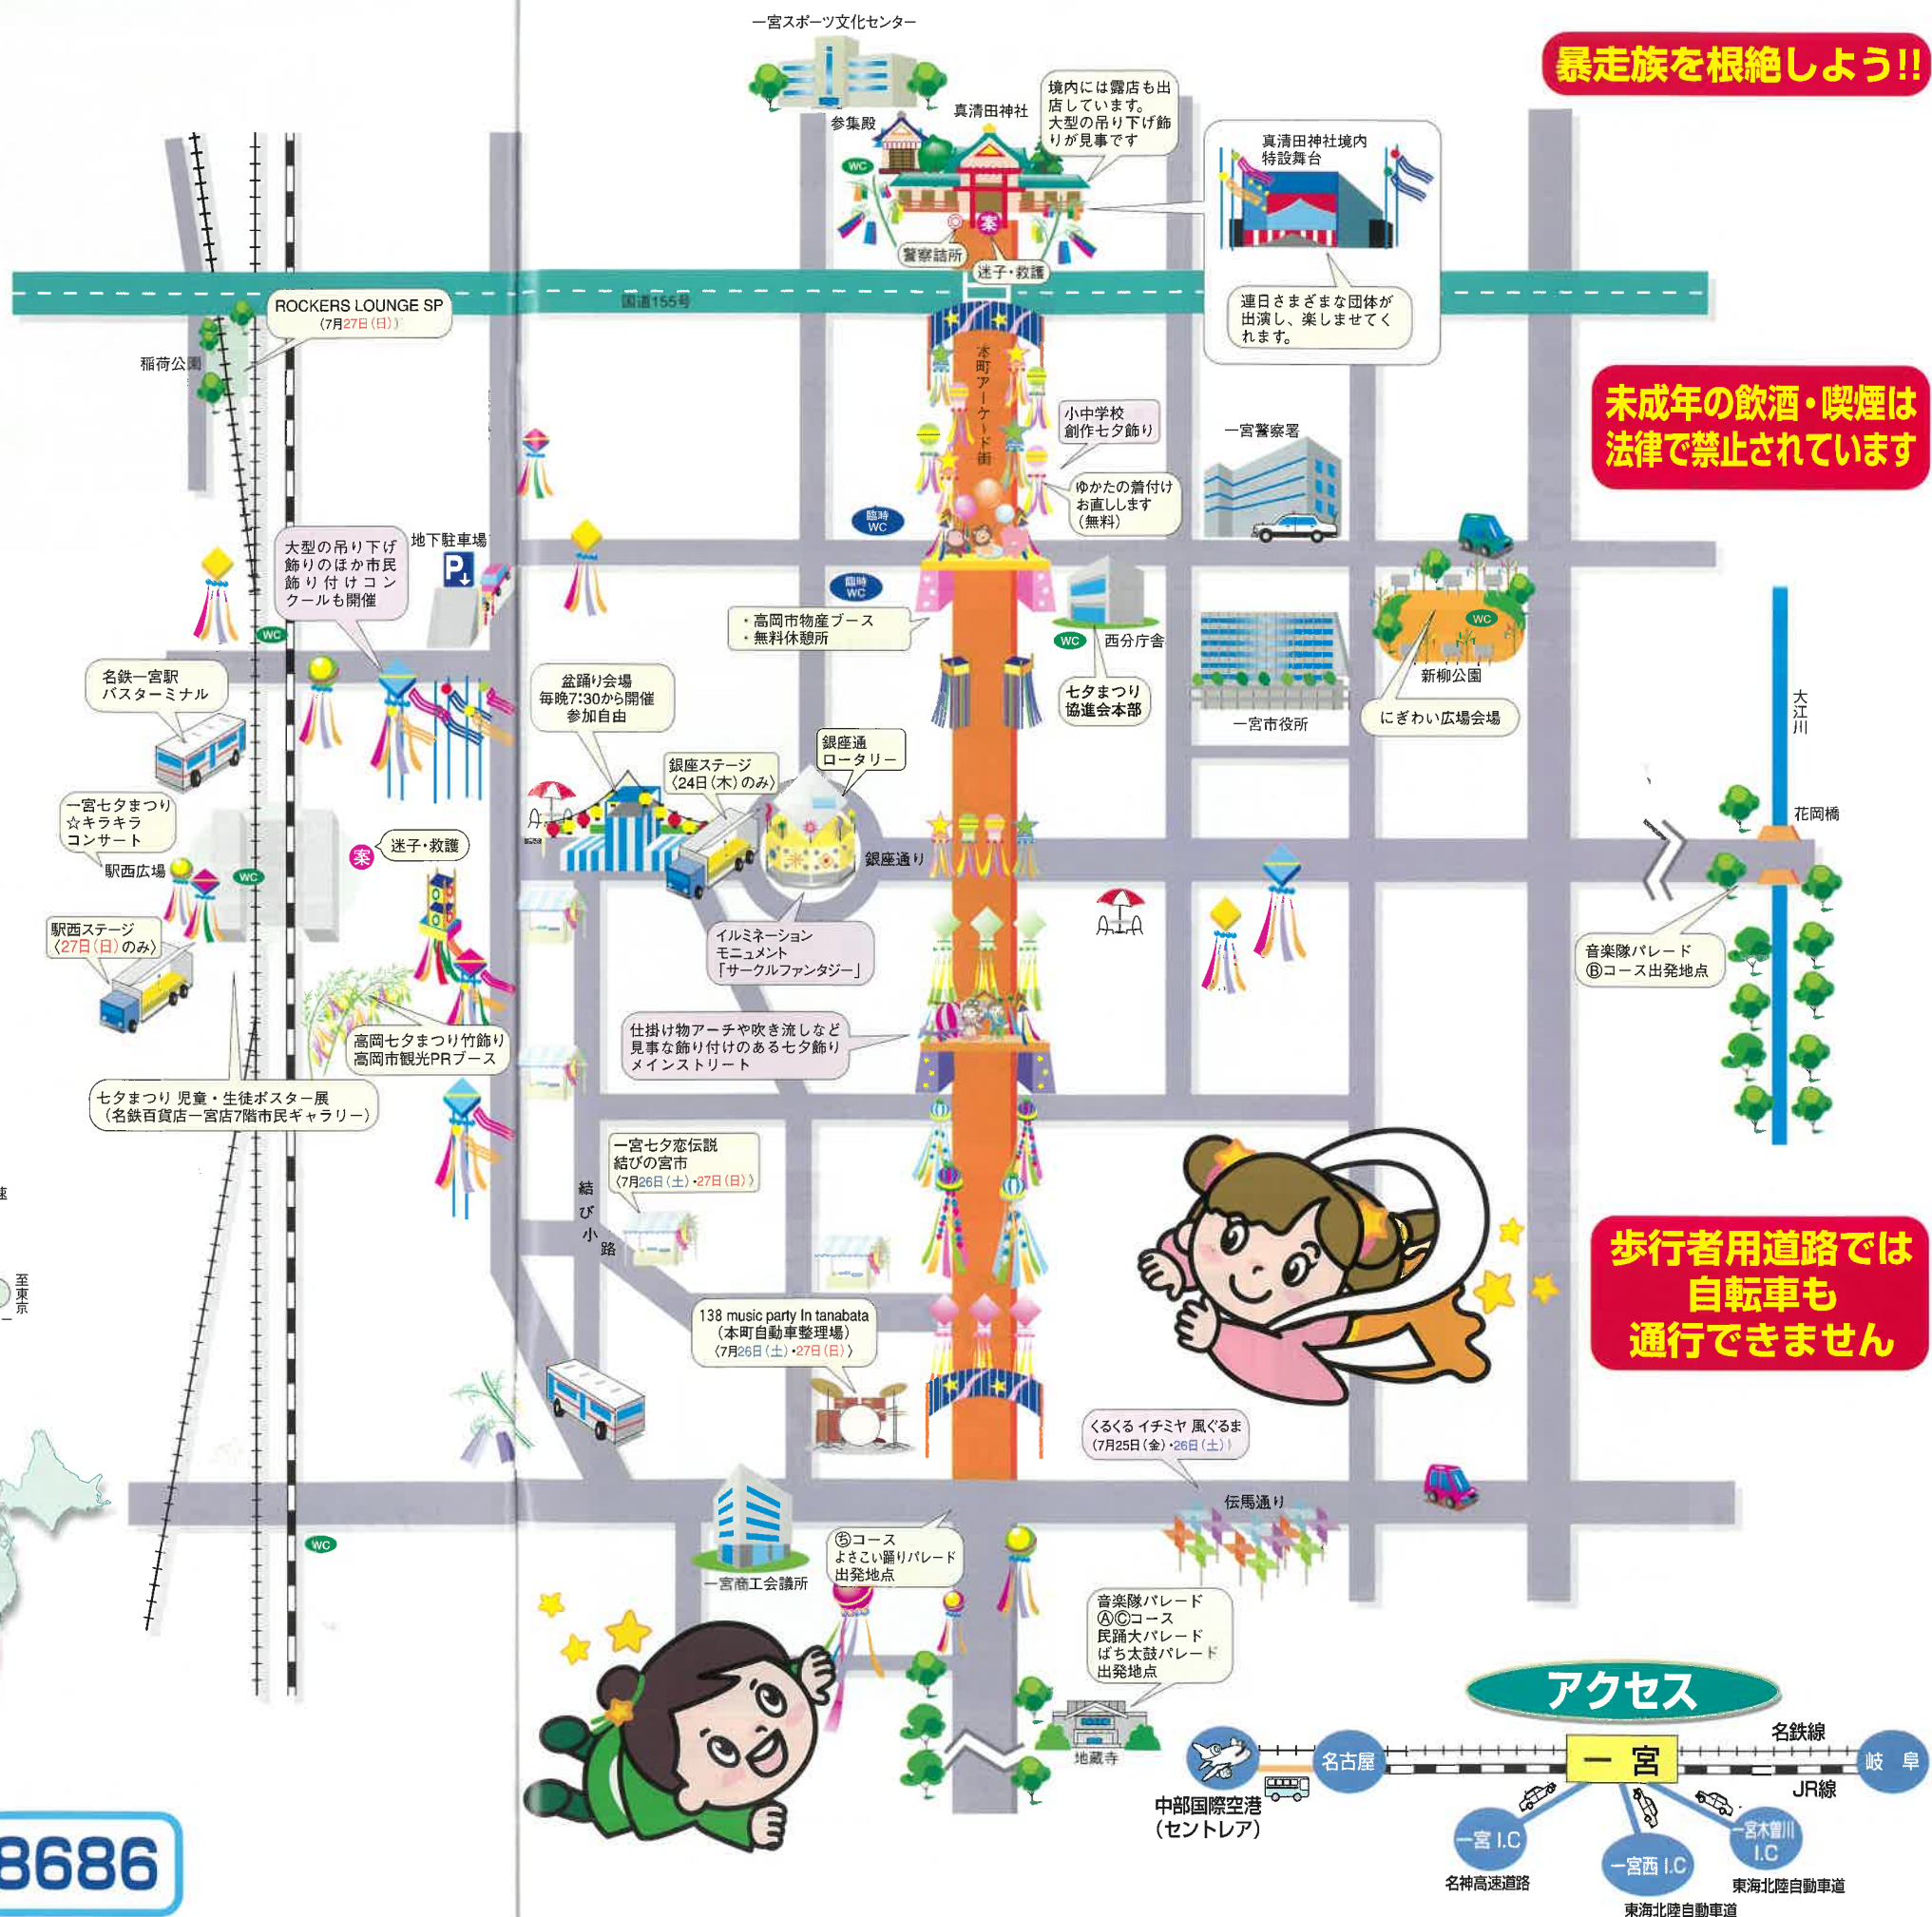 一宮スポーツ文化センター
暴走族を根絶しよう!!
参集殿
真清田神社
境内には露店も出
店しています。
大型の吊り下げ飾
りが見事です
WC
案
警察詰所
迷子・救護
真清田神社境内
特設舞台
連日さまざまな団体が
出演し、楽しませてく
れます。
国道155号
ROCKERS LOUNGE SP
(7月27日(日))
稲荷公園
本町アーケード街
小中学校
創作七夕飾り
ゆかたの着付け
お直しします
(無料)
一宮警察署
未成年の飲酒・喫煙は
法律で禁止されています
臨時
WC
臨時
WC
大型の吊り下げ
飾りのほか市民
飾り付けコン
クールも開催
地下駐車場
P
WC
・高岡市物産ブース
・無料休憩所
WC
西分庁舎
七夕まつり
協進会本部
一宮市役所
WC
新柳公園
にぎわい広場会場
大江川
花岡橋
名鉄一宮駅
バスターミナル
盆踊り会場
毎晩7:30から開催
参加自由
銀座ステージ
〈24日(木)のみ〉
銀座通
ロータリー
銀座通り
一宮七夕まつり
☆キラキラ
コンサート
駅西広場
WC
案
迷子・救護
駅西ステージ
〈27日(日)のみ〉
イルミネーション
モニュメント
「サークルファンタジー」
音楽隊パレード
Ⓑコース出発地点
高岡七夕まつり竹飾り
高岡市観光PRブース
仕掛け物アーチや吹き流しなど
見事な飾り付けのある七夕飾り
メインストリート
七夕まつり 児童・生徒ポスター展
(名鉄百貨店一宮店7階市民ギャラリー)
一宮七夕恋伝説
結びの宮市
〈7月26日(土)・27日(日)〉
結び小路
速
至東京
歩行者用道路では
自転車も
通行できません
138 music party In tanabata
(本町自動車整理場)
〈7月26日(土)・27日(日)〉
くるくる イチミヤ 風ぐるま
(7月25日(金)・26日(土))
伝馬通り
WC
一宮商工会議所
ちコース
よさこい踊りパレード
出発地点
音楽隊パレード
ⒶⒸコース
民踊大パレード
ばち太鼓パレード
出発地点
地蔵寺
アクセス
名鉄線
名古屋
一宮
岐阜
JR線
中部国際空港
(セントレア)
一宮 I.C
名神高速道路
一宮西 I.C
東海北陸自動車道
一宮木曽川
I.C
東海北陸自動車道
8686